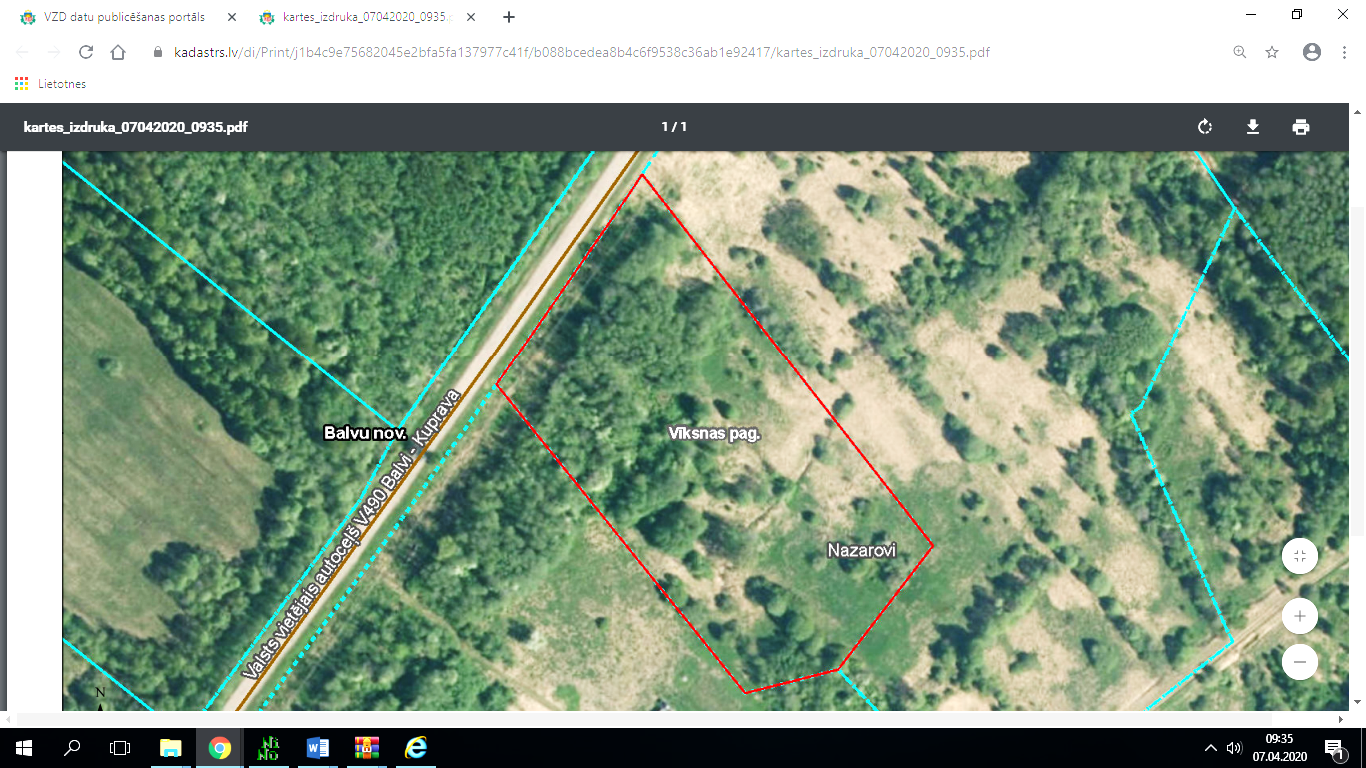 VZD datu publicēšanas portāls
kartes_izdruka_07042020_0935.p
kadastrs.lv/di/Print/j1b4c9e75682045e2bfa5fa137977c41f/b088bcedea8b4c6f9538c36ab1e92417/kartes_izdruka_07042020_0935.pdf
Lietotnes
kartes_izdruka_07042020_0935.pdf
1 / 1
Balvu nov.
Valsts vietējais autoceļš V490 Balvi - Kuprava
Vīksnas pag.
Nazarovi
N
09:35
07.04.2020
1